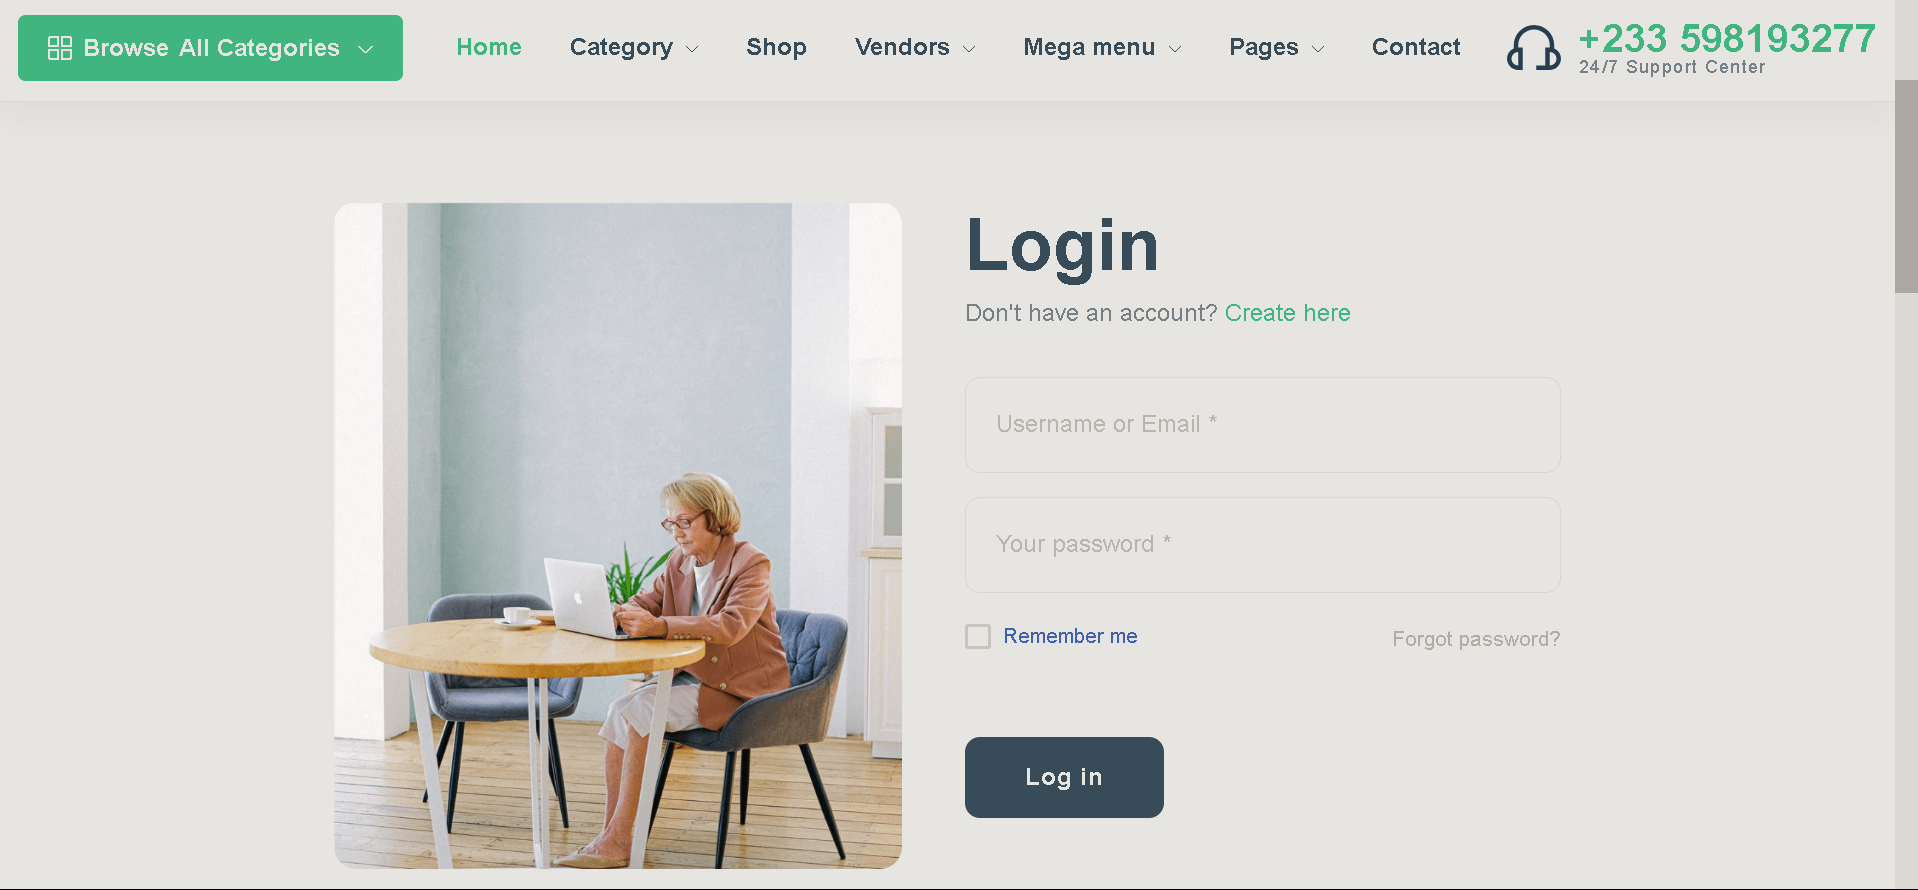 Browse All Categories
Home
Category
Shop
Vendors
Mega menu
Pages
Contact
+233 598193277
24/7 Support Center
Login
Don't have an account? Create here
Username or Email *
Your password *
Remember me
Forgot password?
Log in